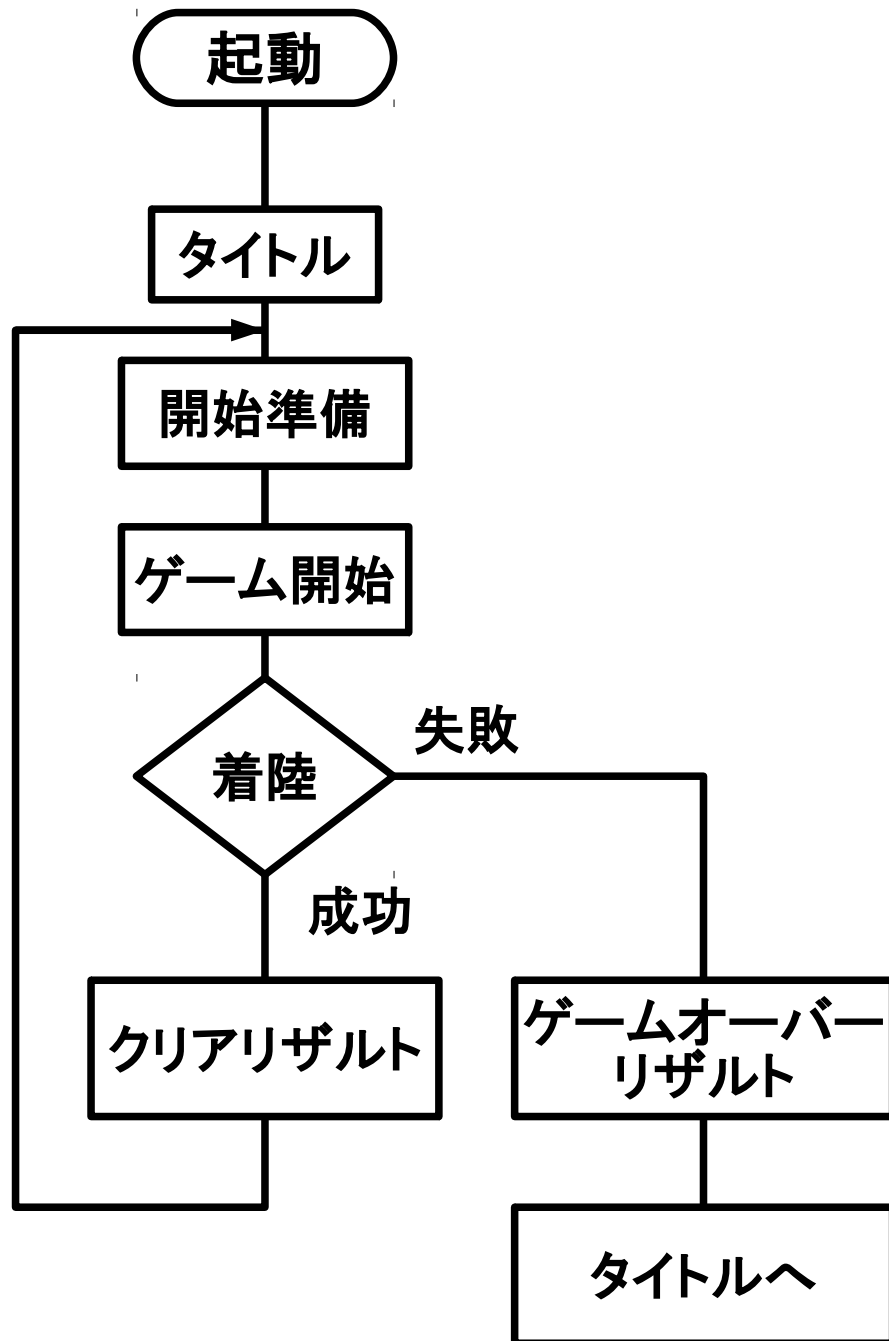 起動
タイトル
開始準備
ゲーム開始
着陸
失敗
成功
クリアリザルト
ゲームオーバー
リザルト
タイトルへ